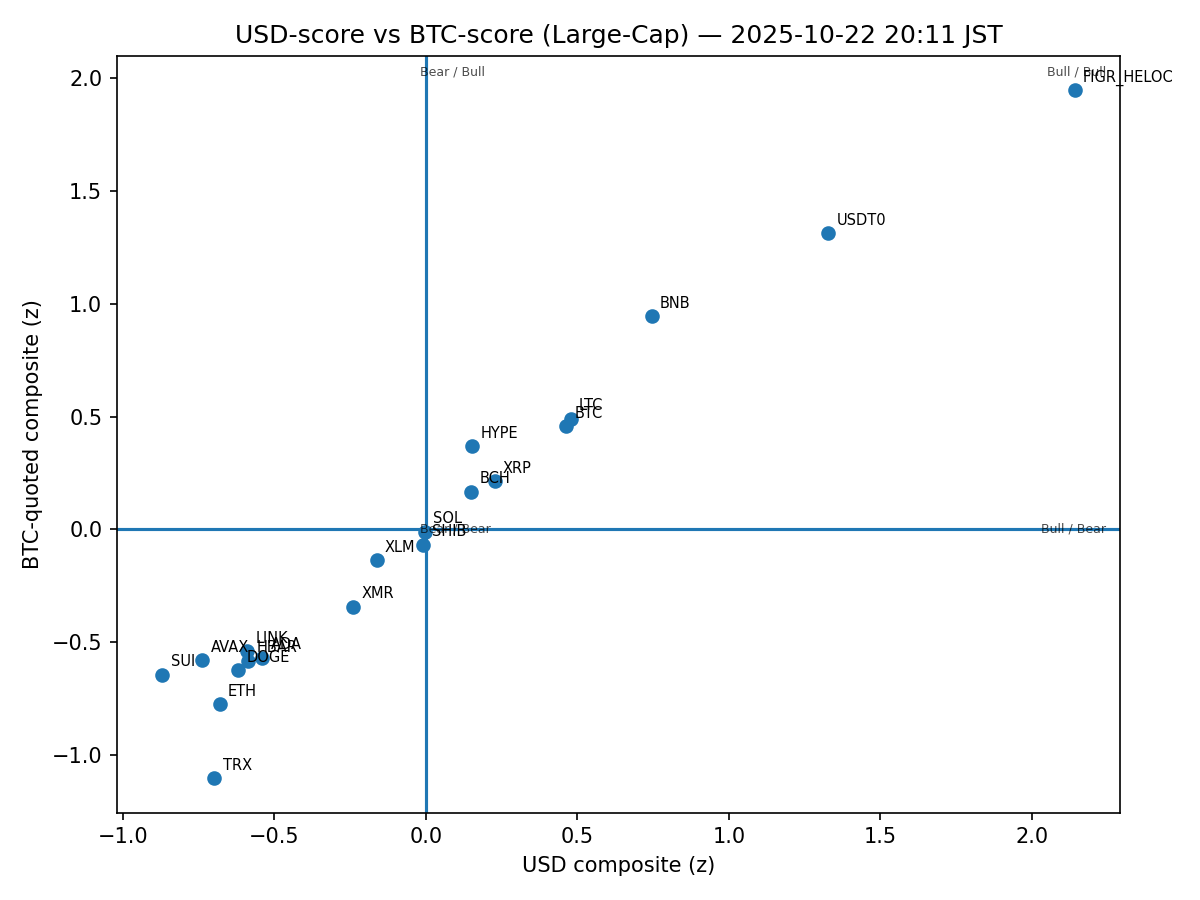 USD-score vs BTC-score (Large-Cap) — 2025-10-22 20:11 JST
Bear / Bull
Bull / Bull
FIGR_HELOC
USDT0
BNB
LTC
BTC
HYPE
XRP
BCH
SOL
Bear / Bear
SHIB
Bull / Bear
XLM
XMR
LINK
ADA
AVAX
HBAR
DOGE
SUI
ETH
TRX
2.0
1.5
1.0
0.5
0.0
−0.5
−1.0
BTC-quoted composite (z)
−1.0
−0.5
0.0
0.5
1.0
1.5
2.0
USD composite (z)